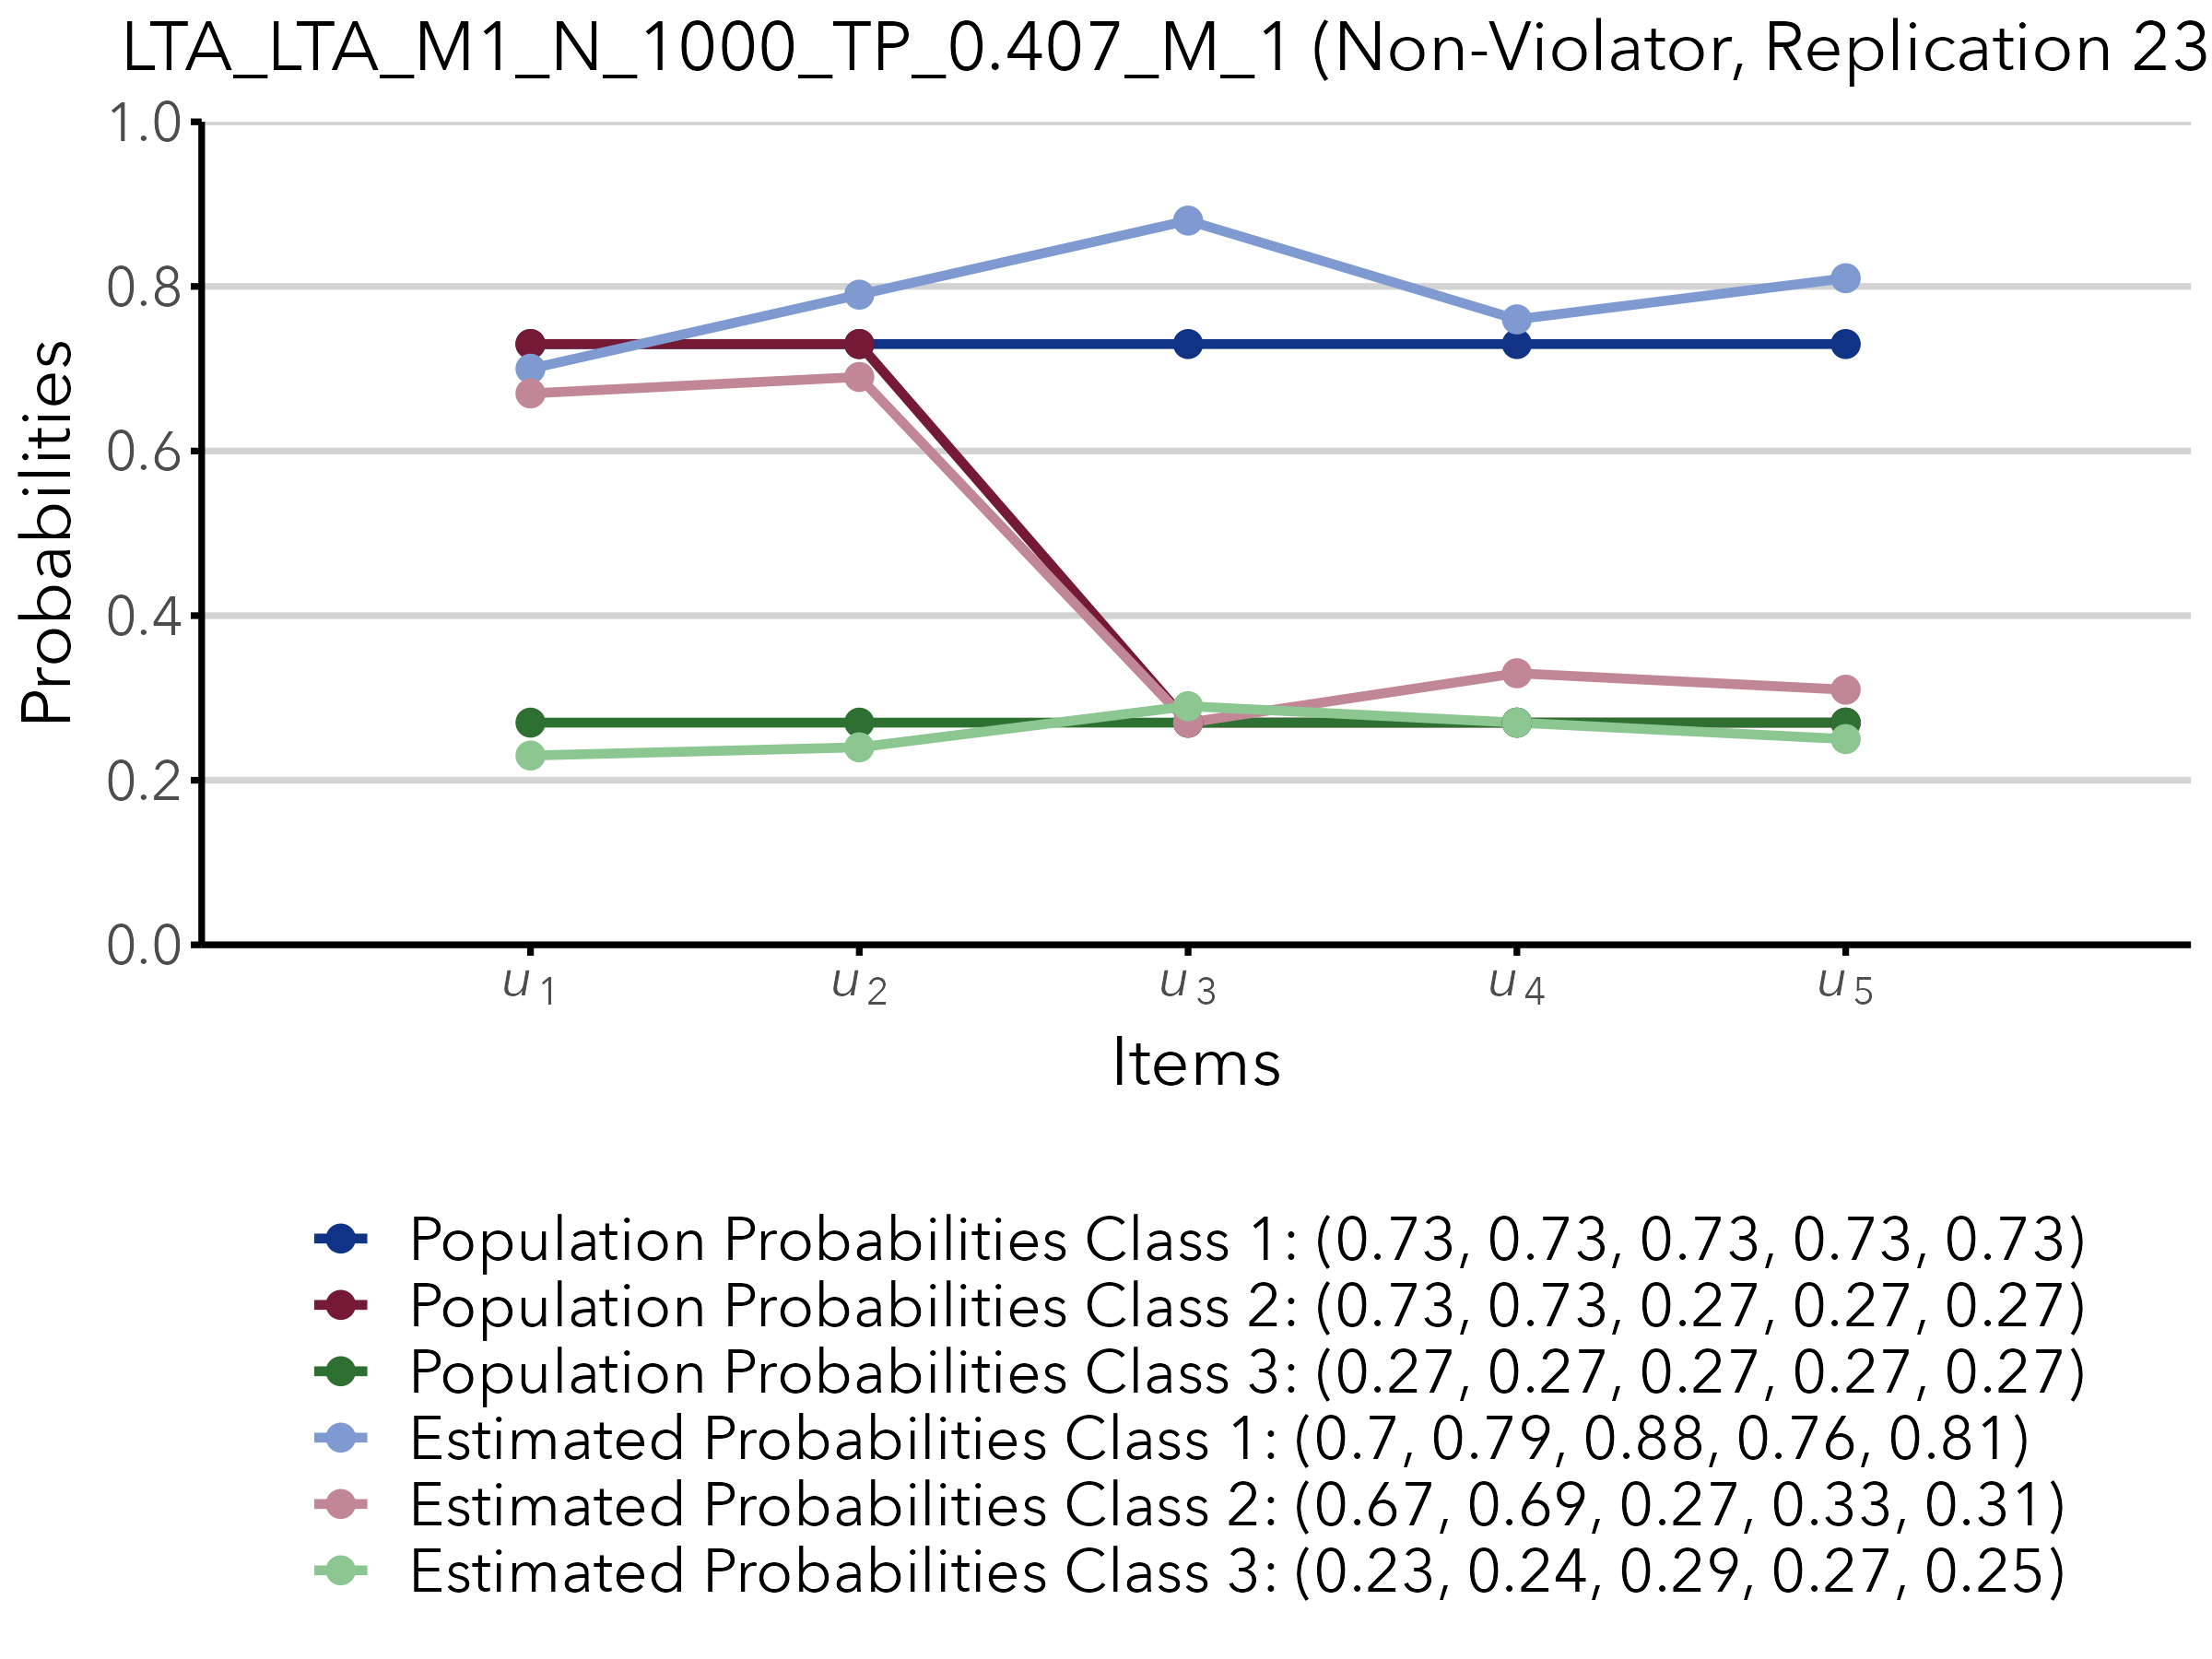 LTA_LTA_M1_N_1000_TP_0.407_M_1 (Non-Violator, Replication 23
1.0
0.8
0.6
0.4
0.2
0.0
Probabilities
u1 u2 u3 u4 u5
Items
Population Probabilities Class 1: (0.73, 0.73, 0.73, 0.73, 0.73)
Population Probabilities Class 2: (0.73, 0.73, 0.27, 0.27, 0.27)
Population Probabilities Class 3: (0.27, 0.27, 0.27, 0.27, 0.27)
Estimated Probabilities Class 1: (0.7, 0.79, 0.88, 0.76, 0.81)
Estimated Probabilities Class 2: (0.67, 0.69, 0.27, 0.33, 0.31)
Estimated Probabilities Class 3: (0.23, 0.24, 0.29, 0.27, 0.25)